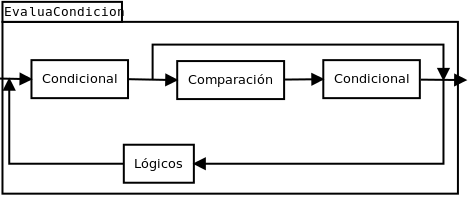 EvaluaCondicion
Condicional
Comparación
Condicional
Lógicos